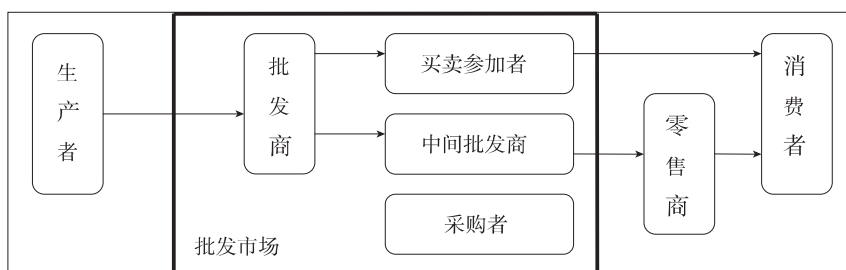 生产者
批发商
买卖参加者
中间批发商
采购者
批发市场
零售商
消费者